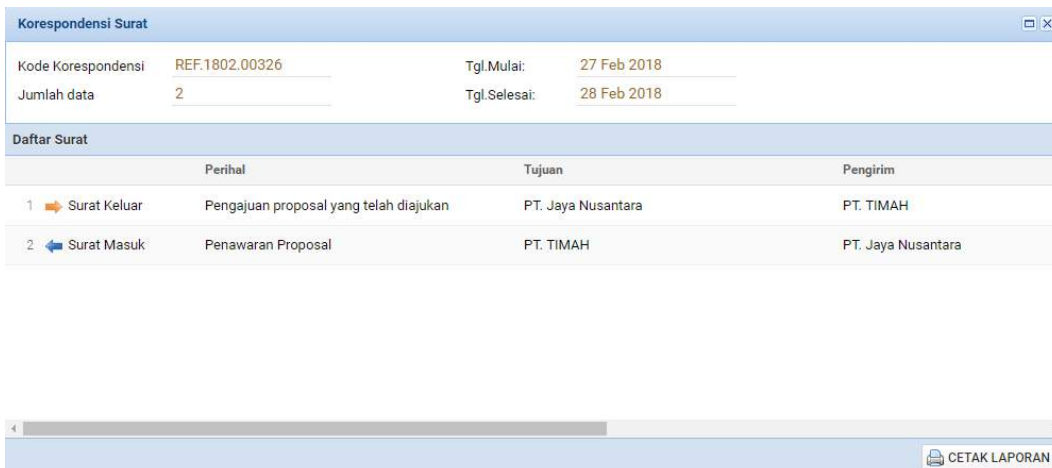 Korespondensi Surat
Kode Korespondensi REF.1802.00326 Tgl.Mulai: 27 Feb 2018
Jumlah data 2 Tgl.Selesai: 28 Feb 2018
Daftar Surat
Perihal Tujuan Pengirim
1 Surat Keluar Pengajuan proposal yang telah diajukan PT. Jaya Nusantara PT. TIMAH
2 Surat Masuk Penawaran Proposal PT. TIMAH PT. Jaya Nusantara
CETAK LAPORAN